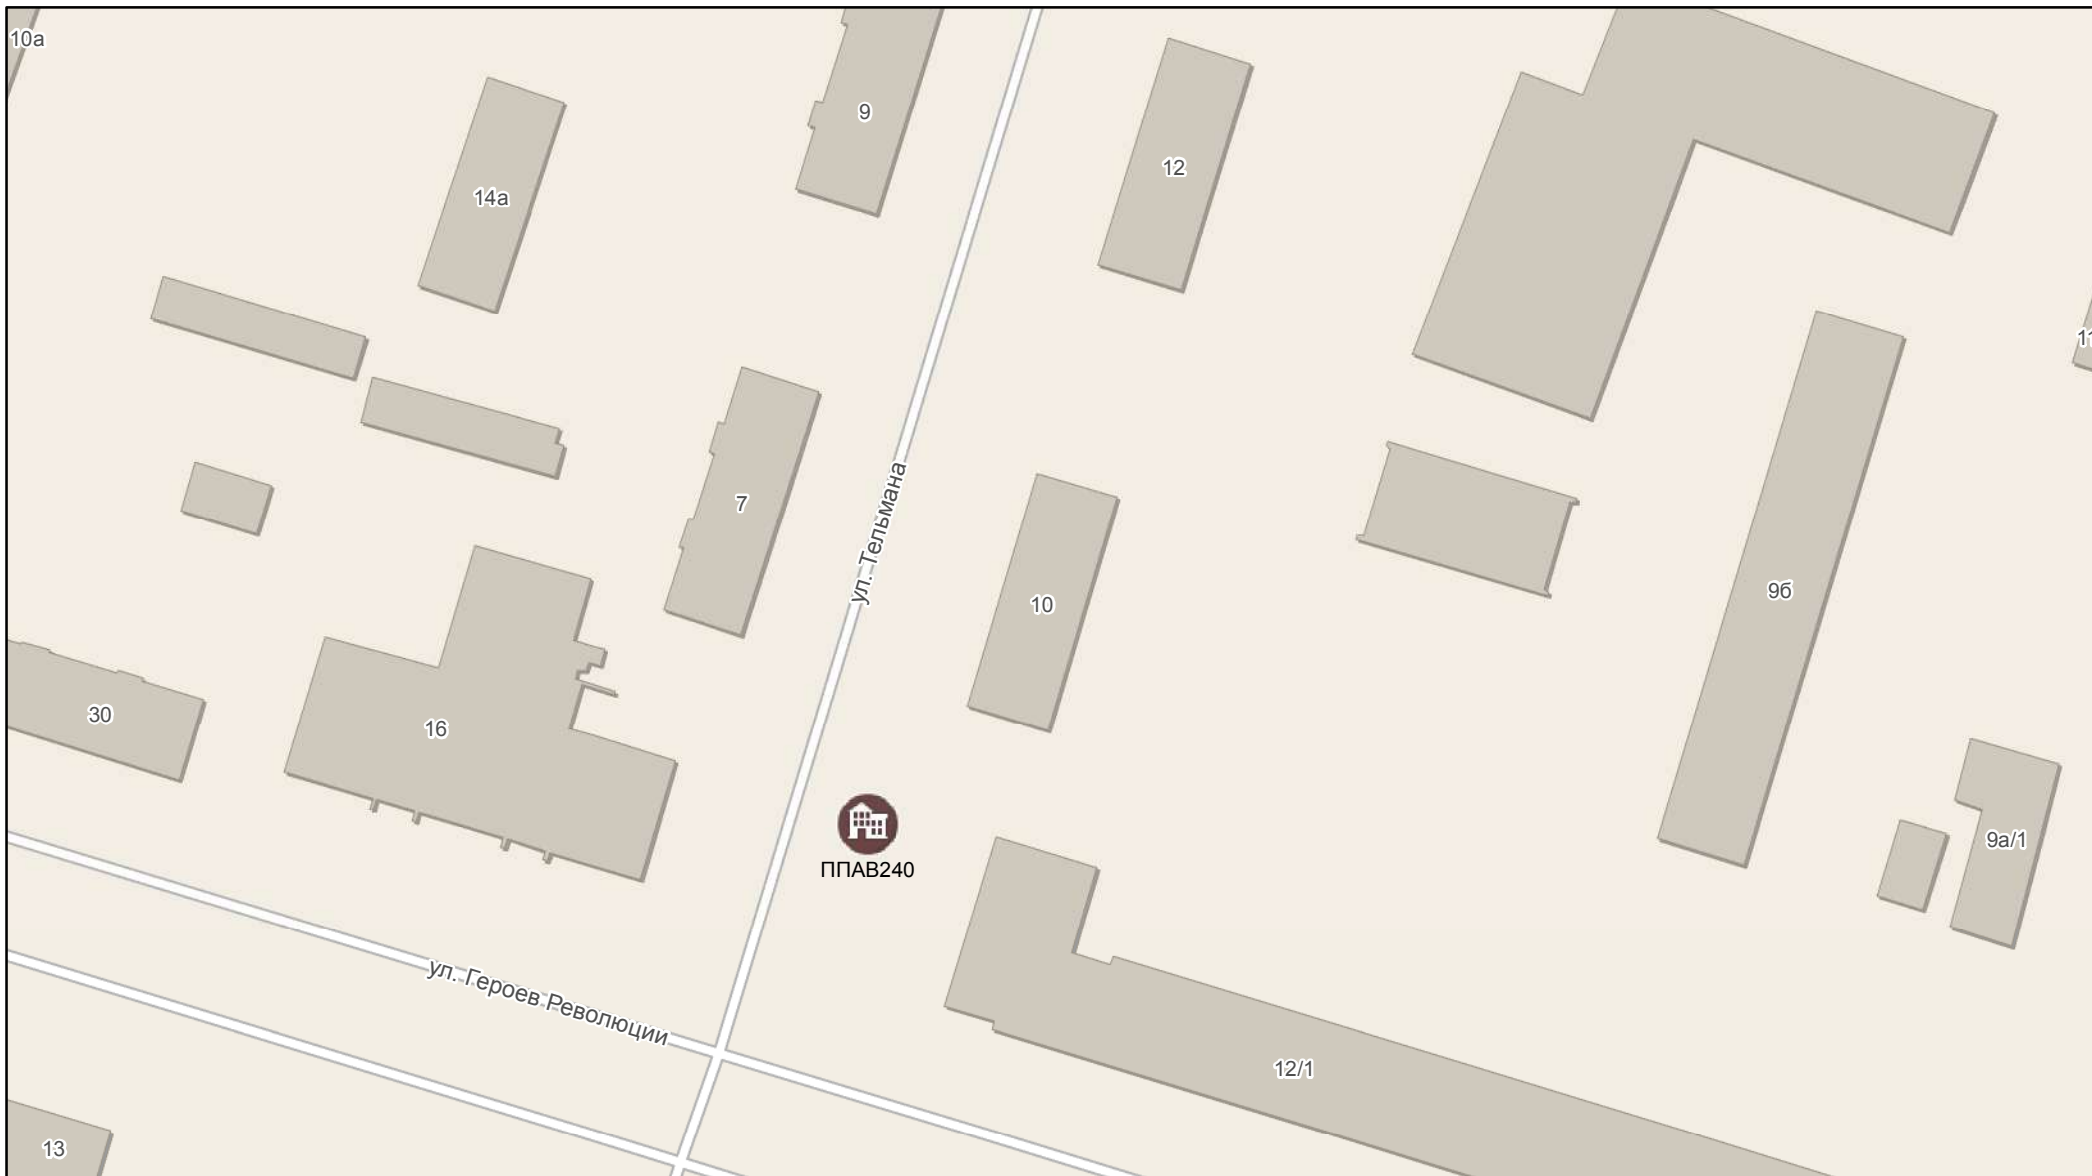 10а
9
12
14а
11
7
ул. Тельмана
9б
10
30
16
ППАВ240
9а/1
ул. Героев Революции
12/1
13